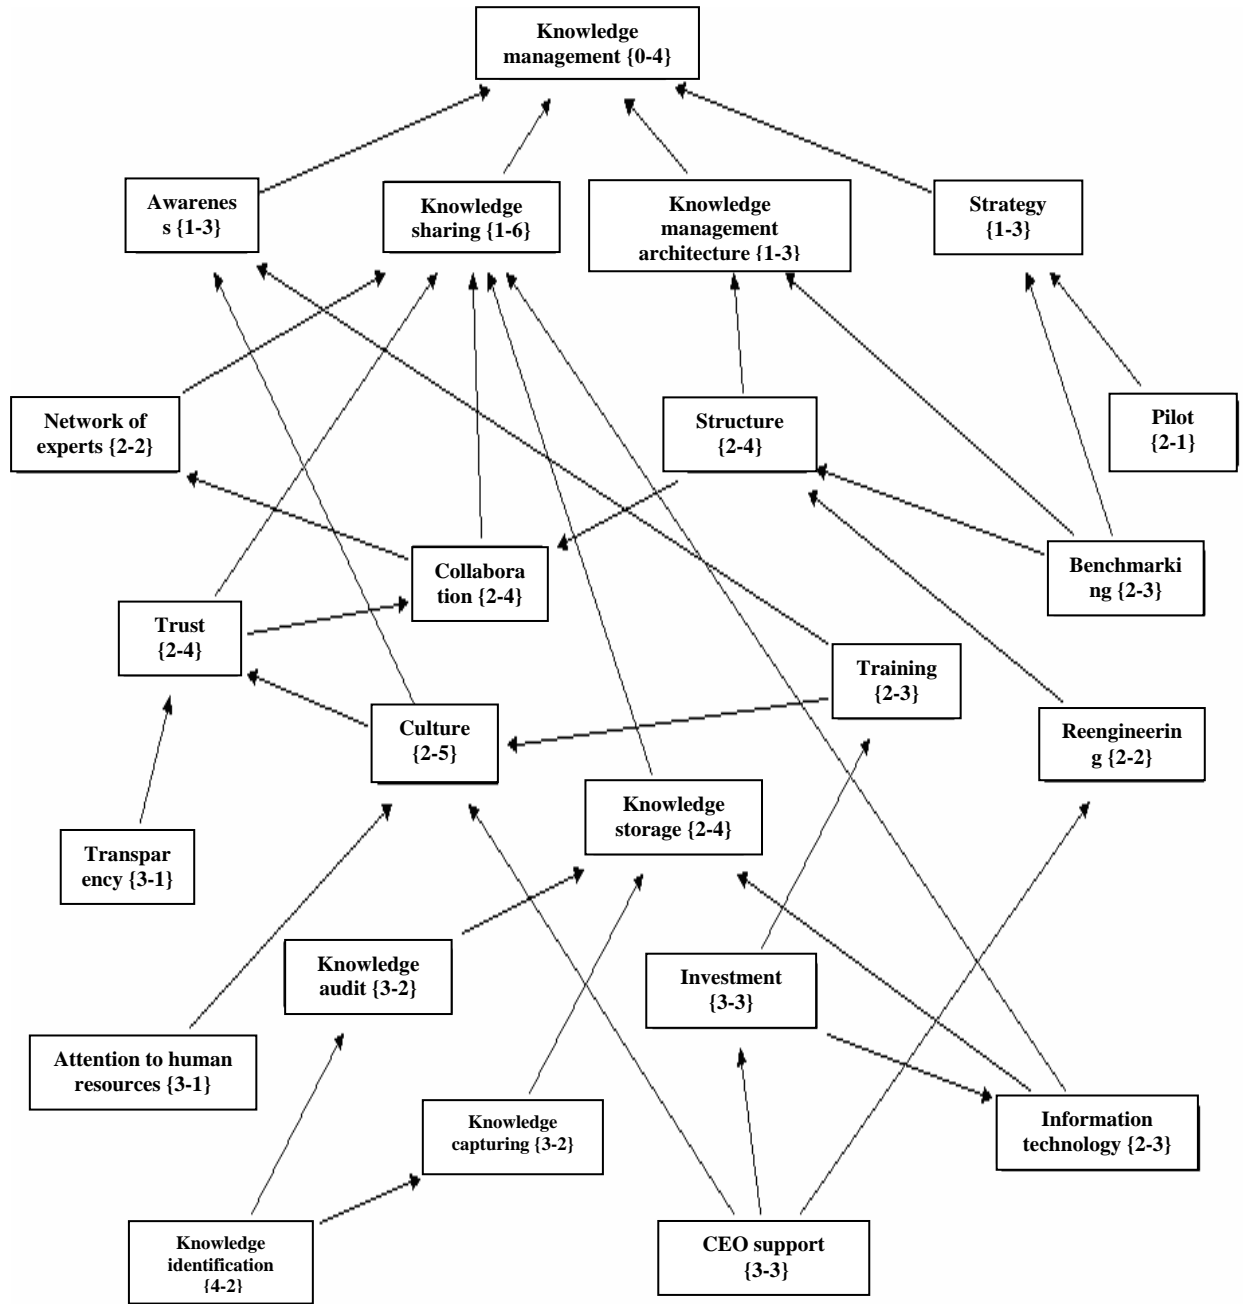 Knowledge
management {0-4}
Awarenes
s {1-3}
Knowledge
sharing {1-6}
Knowledge
management
architecture {1-3}
Strategy
{1-3}
Network of
experts {2-2}
Structure
{2-4}
Pilot
{2-1}
Collabora
tion {2-4}
Benchmarki
ng {2-3}
Trust
{2-4}
Training
{2-3}
Culture
{2-5}
Reengineerin
g {2-2}
Knowledge
storage {2-4}
Transpar
ency {3-1}
Knowledge
audit {3-2}
Investment
{3-3}
Attention to human
resources {3-1}
Knowledge
capturing {3-2}
Information
technology {2-3}
Knowledge
identification
{4-2}
CEO support
{3-3}